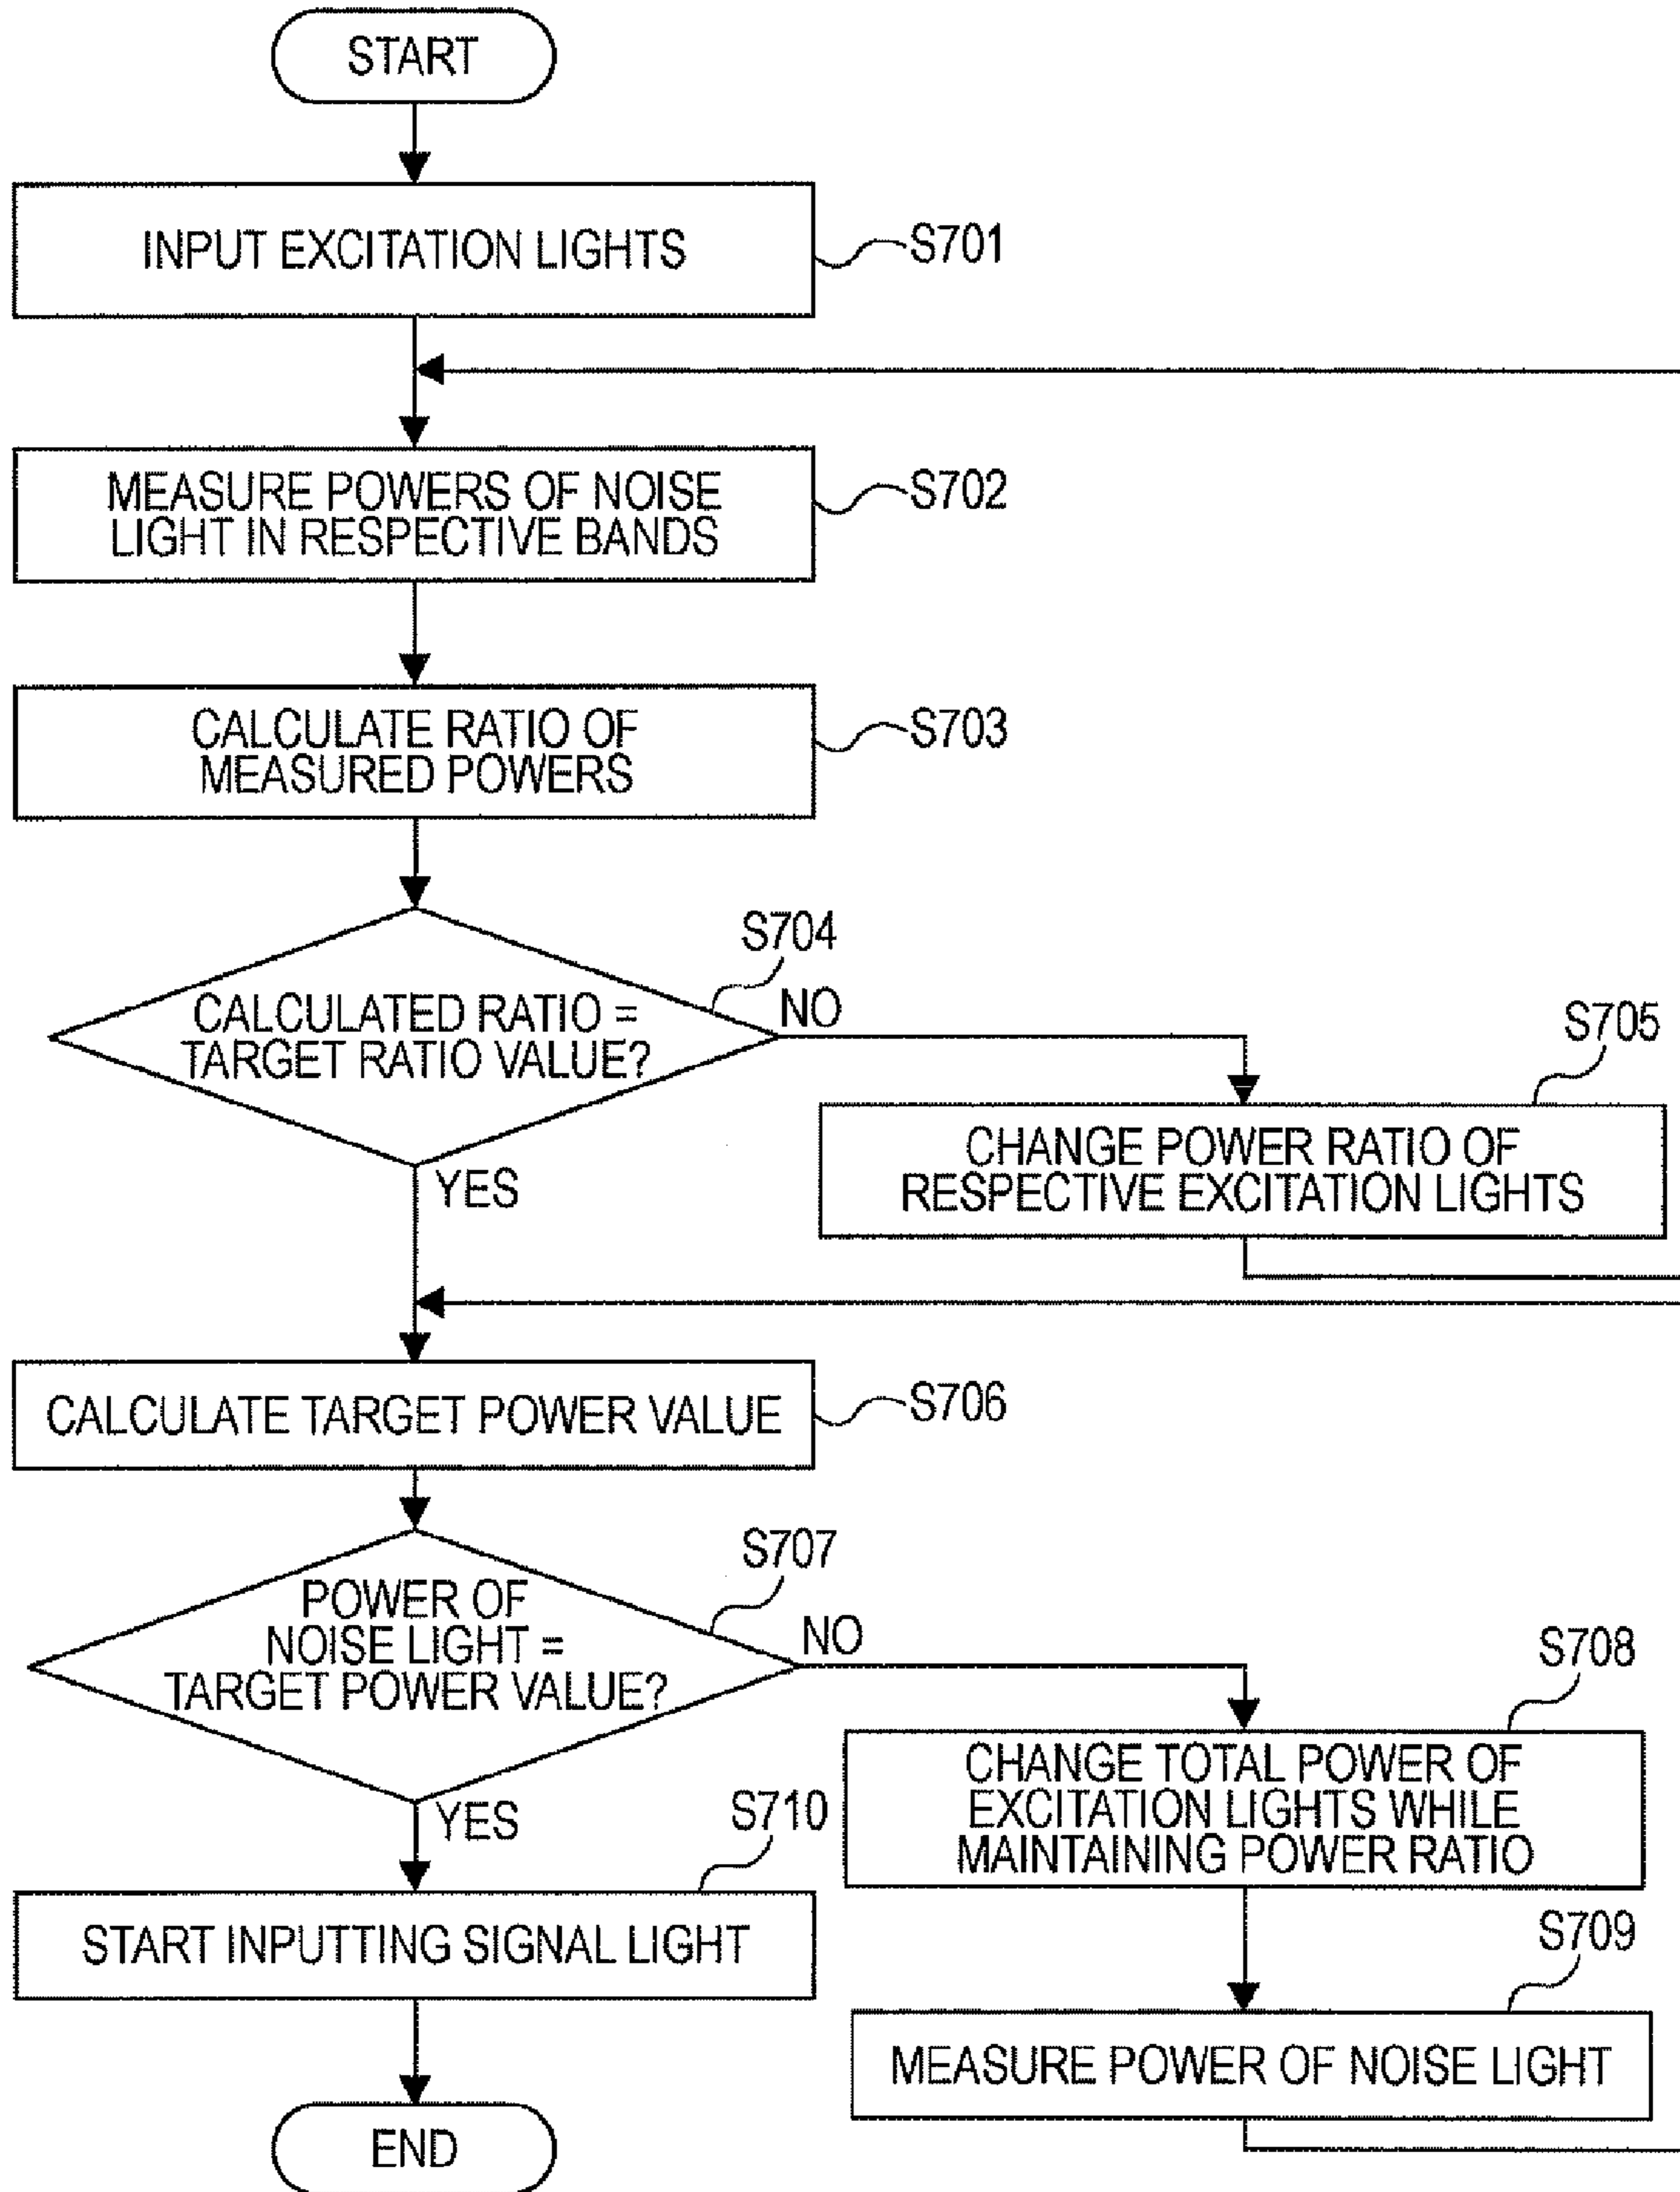 START
INPUT EXCITATION LIGHTS
S701
MEASURE POWERS OF NOISE
LIGHT IN RESPECTIVE BANDS
S702
CALCULATE RATIO OF
MEASURED POWERS
S703
S704
CALCULATED RATIO =
TARGET RATIO VALUE?
NO
YES
S705
CHANGE POWER RATIO OF
RESPECTIVE EXCITATION LIGHTS
CALCULATE TARGET POWER VALUE
S706
S707
POWER OF
NOISE LIGHT =
TARGET POWER VALUE?
NO
YES
S708
CHANGE TOTAL POWER OF
EXCITATION LIGHTS WHILE
MAINTAINING POWER RATIO
S709
MEASURE POWER OF NOISE LIGHT
S710
START INPUTTING SIGNAL LIGHT
END